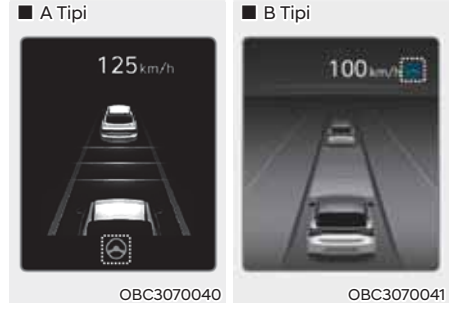 ■ A Tipi
125km/h
OBC3070040
■ B Tipi
100km/h
OBC3070041